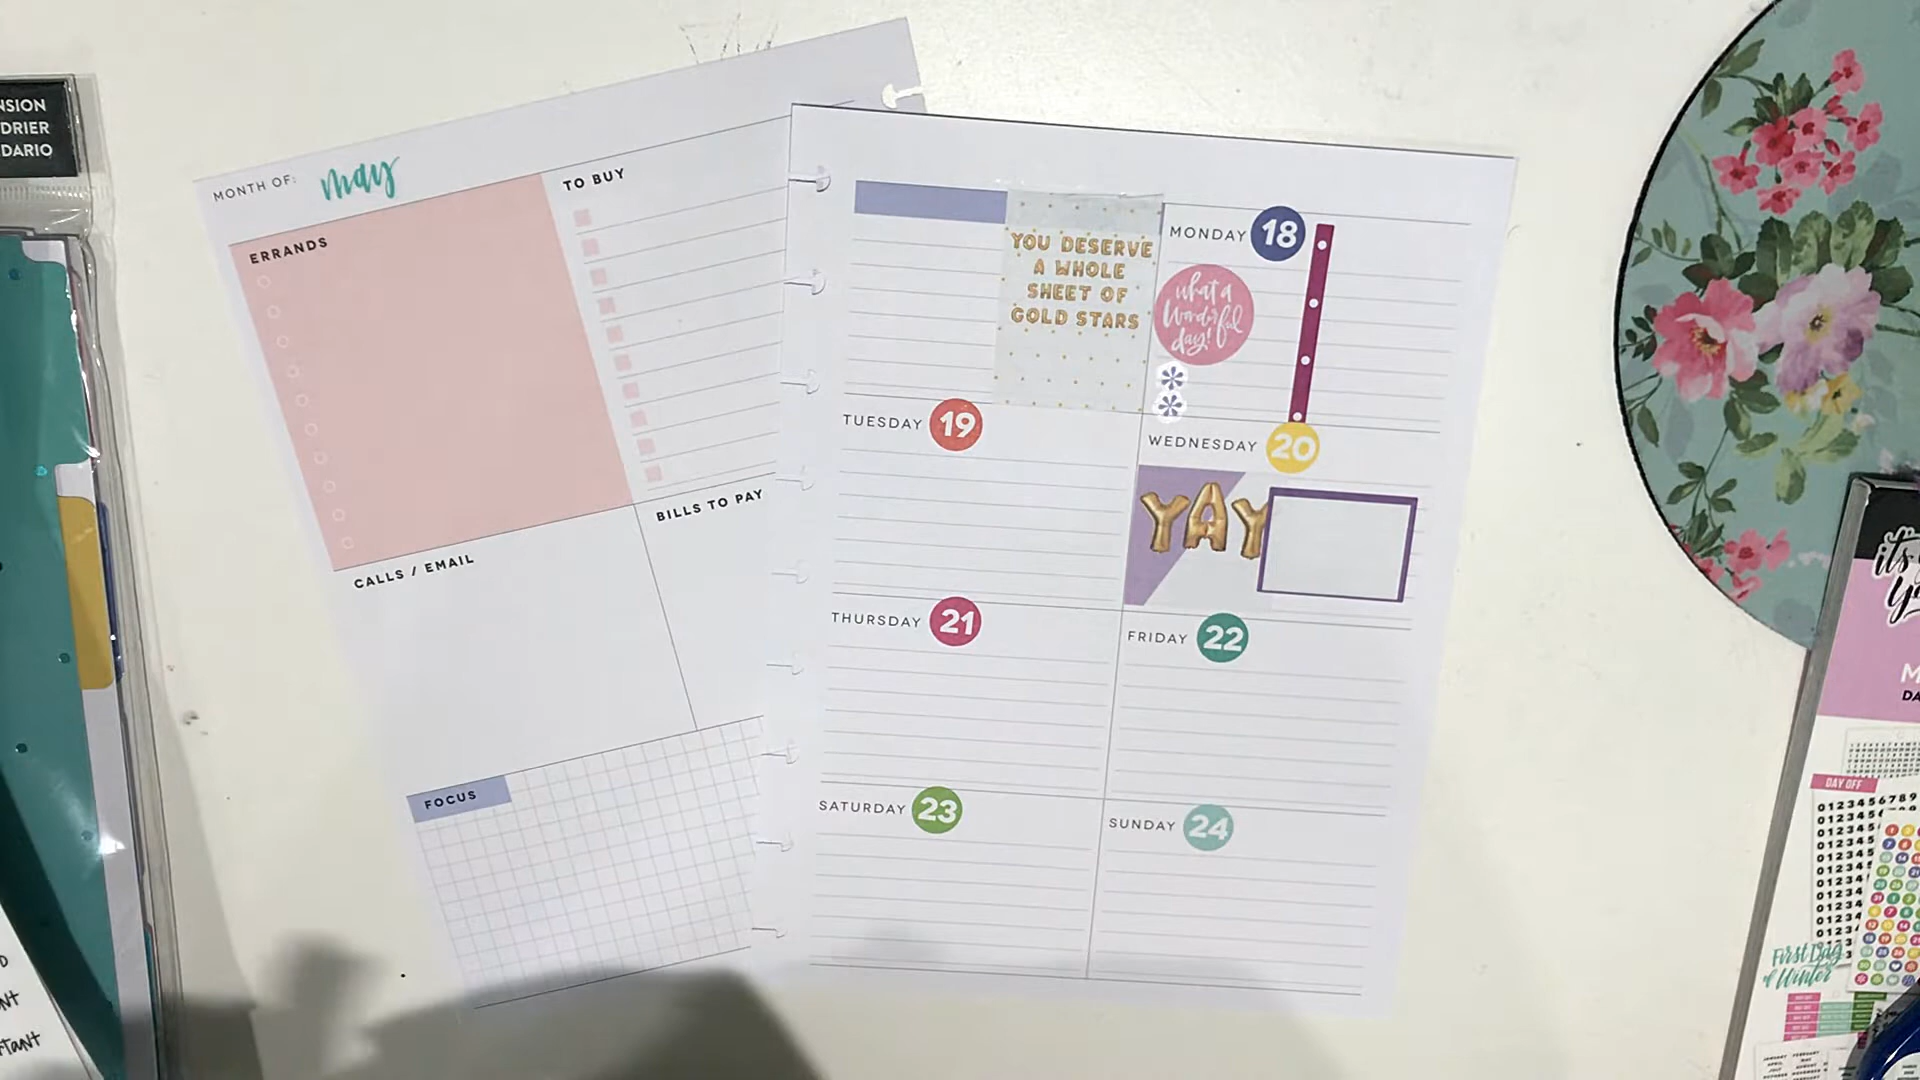 NSION
DRIER
DARIO
MONTH OF: may
ERRANDS
TO BUY
CALLS / EMAIL
BILLS TO PAY
FOCUS
YOU DESERVE
A WHOLE
SHEET OF
GOLD STARS
MONDAY 18
what a
Wonderful
day!
TUESDAY 19
WEDNESDAY 20
YAY
THURSDAY 21
FRIDAY 22
SATURDAY 23
SUNDAY 24
DAY OFF
First Day
of Winter